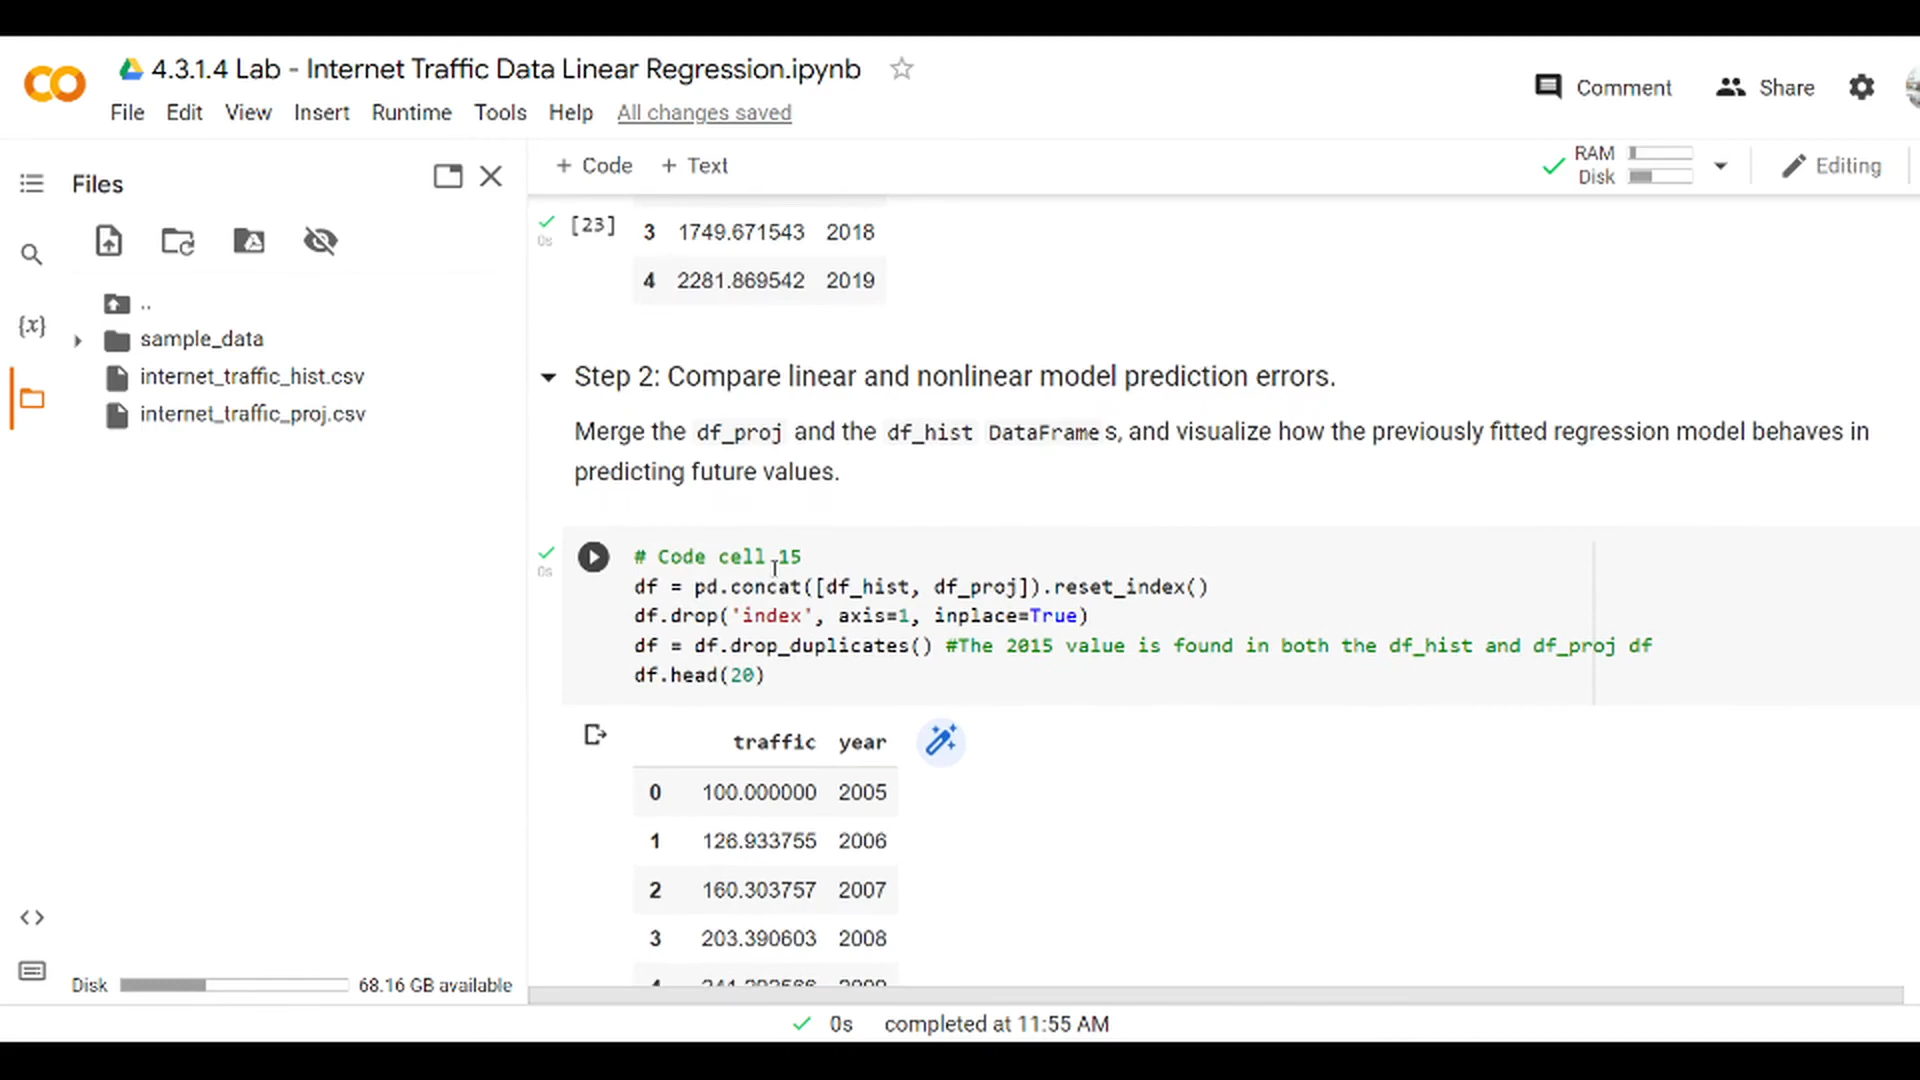 4.3.1.4 Lab - Internet Traffic Data Linear Regression.ipynb
File Edit View Insert Runtime Tools Help All changes saved
Comment Share
Files
+ Code + Text
RAM
Disk
Editing
..
sample_data
internet_traffic_hist.csv
internet_traffic_proj.csv
{x}
<>
Disk 68.16 GB available
0s [23] 3 1749.671543 2018
4 2281.869542 2019
Step 2: Compare linear and nonlinear model prediction errors.
Merge the df_proj and the df_hist DataFrames, and visualize how the previously fitted regression model behaves in
predicting future values.
0s
# Code cell 15
df = pd.concat([df_hist, df_proj]).reset_index()
df.drop('index', axis=1, inplace=True)
df = df.drop_duplicates() #The 2015 value is found in both the df_hist and df_proj df
df.head(20)
traffic year
0 100.000000 2005
1 126.933755 2006
2 160.303757 2007
3 203.390603 2008
0s completed at 11:55 AM